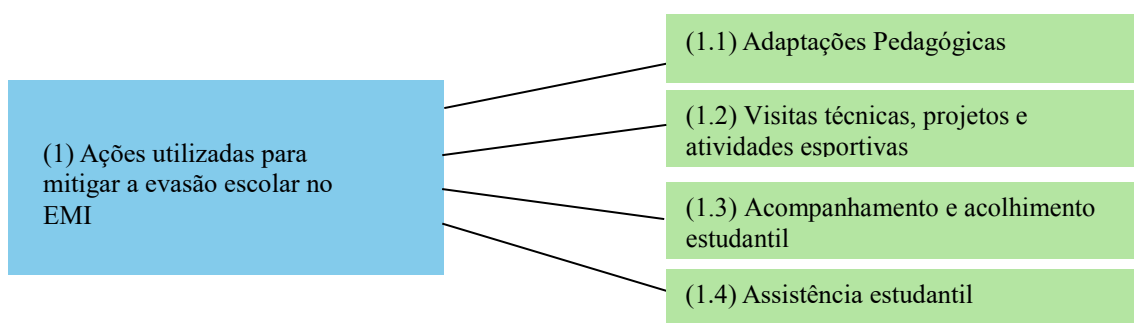 (1.1) Adaptações Pedagógicas
(1.2) Visitas técnicas, projetos e
atividades esportivas
(1) Ações utilizadas para
mitigar a evasão escolar no
EMI
(1.3) Acompanhamento e acolhimento
estudantil
(1.4) Assistência estudantil